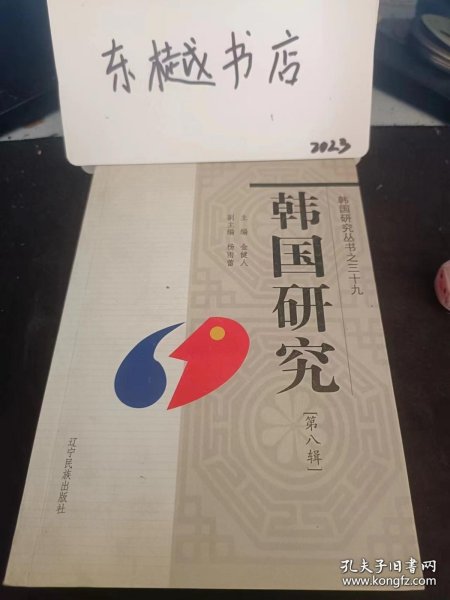 东樾书店
2023
韩国研究丛书之三十九
韩国研究
[第八辑]
主编 金健人
副主编 杨雨蕾
辽宁民族出版社
孔夫子旧书网
www.kongfz.com